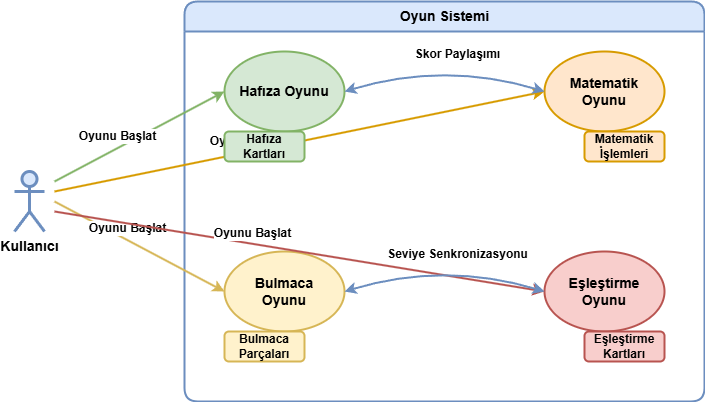 Oyun Sistemi
Skor Paylaşımı
Hafıza Oyunu
Matematik
Oyunu
Oyunu Başlat
Oy
Hafıza
Kartları
Matematik
İşlemleri
Kullanıcı
Oyunu Başlat
Oyunu Başlat
Seviye Senkronizasyonu
Bulmaca
Oyunu
Eşleştirme
Oyunu
Bulmaca
Parçaları
Eşleştirme
Kartları